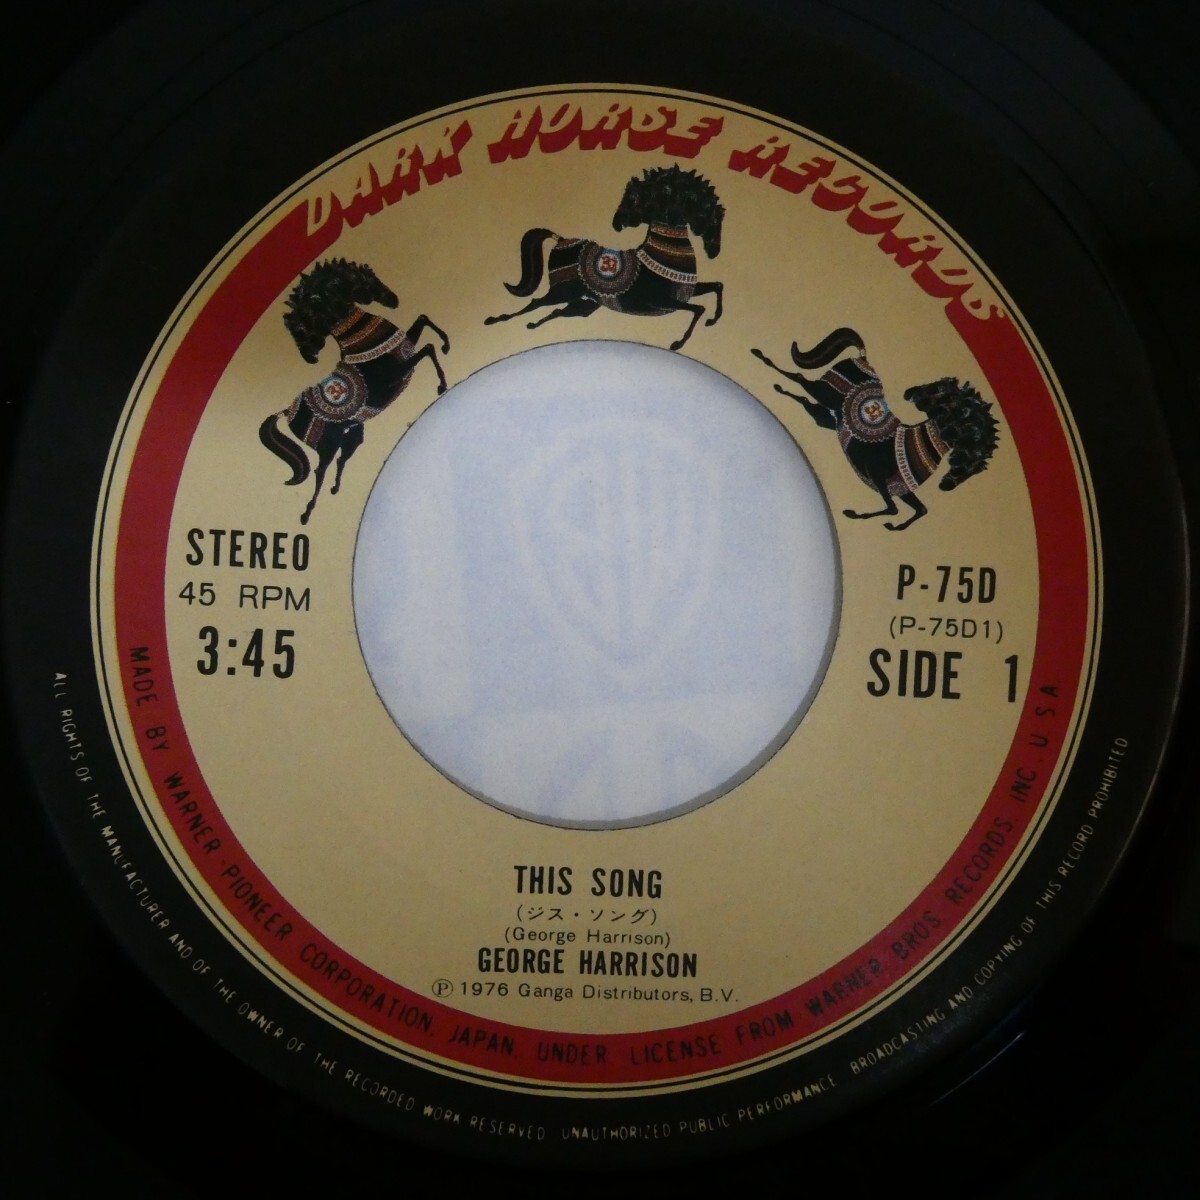 DARK HORSE RECORDS
STEREO
45 RPM
3:45
P-75D
(P-75D1)
SIDE 1
THIS SONG
(ジス・ソング)
(George Harrison)
GEORGE HARRISON
Ⓟ 1976 Ganga Distributors, B.V.
MADE BY WARNER-PIONEER CORPORATION, JAPAN, UNDER LICENSE FROM WARNER BROS RECORDS INC., U.S.A.
ALL RIGHTS OF THE MANUFACTURER AND OF THE OWNER OF THE RECORDED WORK RESERVED UNAUTHORIZED PUBLIC PERFORMANCE BROADCASTING AND COPYING OF THIS RECORD PROHIBITED